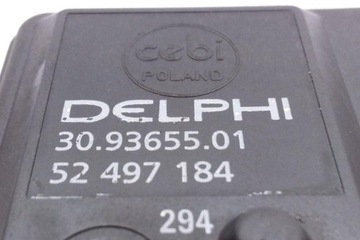 cebi
POLAND
DELPHI
30.93655.01
52 497 184
294